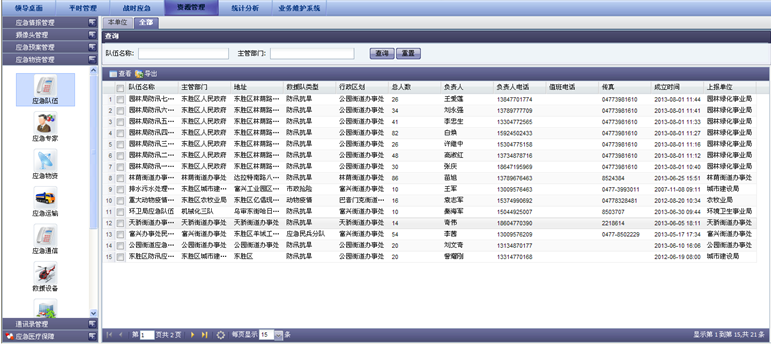 领导桌面 平时管理 战时应急 资源管理 统计分析 业务维护系统
应急值报管理
摄像头管理
应急预案管理
应急物资管理
应急队伍
应急专家
应急物资
应急运输
应急通信
救援设备
通讯录管理
应急医疗保障
本单位 全部
查询
队伍名称: 主管部门: 查询 重置
查看 导出
队伍名称 主管部门 地址 救援队类型 行政区划 总人数 负责人 负责人电话 值班电话 传真 成立时间 上报单位
1 园林局防汛七... 东胜区人民政府 东胜区林荫路... 防汛抗旱 公园街道办事处 26 王爱莲 13847701774 04773981610 2013-08-01 11:44 园林绿化事业局
2 园林局防汛六... 东胜区人民政府 东胜区林荫路... 防汛抗旱 公园街道办事处 34 刘永强 13789777709 04773981610 2013-08-01 11:30 园林绿化事业局
3 园林局防汛五... 东胜区人民政府 东胜区林荫路... 防汛抗旱 公园街道办事处 41 李忠生 13304772565 04773981610 2013-08-01 11:33 园林绿化事业局
4 园林局防汛四... 东胜区人民政府 东胜区林荫路... 防汛抗旱 公园街道办事处 82 白焕 15924502433 04773981610 2013-08-01 11:27 园林绿化事业局
5 园林局防汛三... 东胜区人民政府 东胜区林荫路... 防汛抗旱 公园街道办事处 26 许继中 15304775158 04773981610 2013-08-01 11:16 园林绿化事业局
6 园林局防汛二... 东胜区人民政府 东胜区林荫路... 防汛抗旱 公园街道办事处 48 高淑红 13734878716 04773981610 2013-08-01 11:12 园林绿化事业局
7 园林局防汛一... 东胜区人民政府 东胜区林荫路... 防汛抗旱 公园街道办事处 30 张庆 18647195969 04773981610 2013-08-01 10:40 园林绿化事业局
8 林荫街道办事... 林荫街道办事处 达拉特南路八... 防汛抗旱 林荫街道办事处 86 苗旭 13789676463 8524384 2013-06-25 15:51 林荫街道办事处
9 排水污水处理... 东胜区城市建... 富兴工业园区... 市政抢险 富兴街道办事处 10 王军 13009576463 0477-3993011 2007-11-08 09:11 城市建设局
10 重大动物疫情... 东胜区农牧业局 东胜区亿信现... 动物疫情 巴音门克街道... 16 袁志军 15374990692 04778328481 2012-08-20 10:34 农牧业局
11 环卫局应急队伍 机械化三队 乌审东街哈日... 防汛抗旱 富兴街道办事处 10 秦海军 15044925007 8503707 2013-06-30 09:44 环境卫生事业局
12 天骄街道办事... 天骄街道办事处 东胜区天骄路... 防汛抗旱 天骄街道办事处 14 奇伟 18804770390 2218614 2013-06-05 18:11 天骄街道办事处
13 富兴办事处民... 富兴街道办事处 东胜区羊绒工... 应急民兵分队 富兴街道办事处 54 李茜 13009576209 0477-8502229 2013-05-17 17:34 富兴街道办事处
14 公园街道应急... 公园街道办事处 公园街道办事处 防汛抗旱 公园街道办事处 20 刘文奇 13134870177 2013-06-10 16:06 公园街道办事处
15 东胜区防汛应... 东胜区城市建... 东胜区 防汛抗旱 公园街道办事处 20 訾耀刚 13314770168 2012-06-19 08:00 城市建设局
第 1 页共 2 页 每页显示 15 条 显示第 1 到第 15,共 21 条